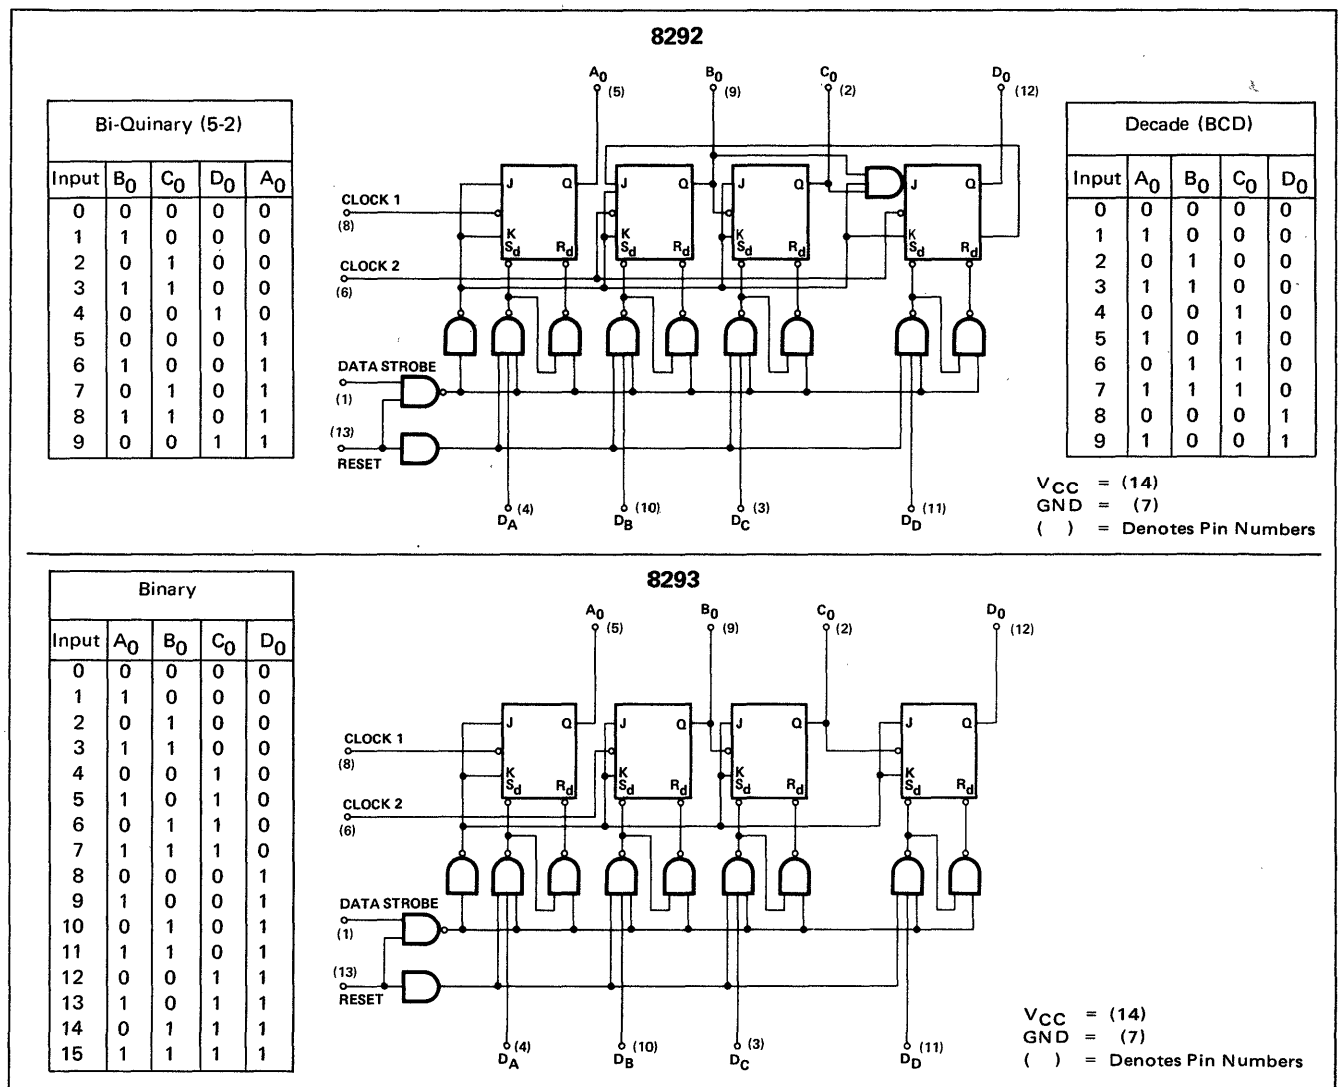 8292
Bi-Quinary (5-2)
Input B0 C0 D0 A0
0 0 0 0 0
1 1 0 0 0
2 0 1 0 0
3 1 1 0 0
4 0 0 1 0
5 0 0 0 1
6 1 0 0 1
7 0 1 0 1
8 1 1 0 1
9 0 0 1 1
A0 (5)
B0 (9)
C0 (2)
D0 (12)
CLOCK 1
(8)
CLOCK 2
(6)
J Q
K
Sd Rd
J Q
K
Sd Rd
J Q
K
Sd Rd
J Q
K
Sd Rd
DATA STROBE
(1)
(13)
RESET
DA (4)
DB (10)
DC (3)
DD (11)
Decade (BCD)
Input A0 B0 C0 D0
0 0 0 0 0
1 1 0 0 0
2 0 1 0 0
3 1 1 0 0
4 0 0 1 0
5 1 0 1 0
6 0 1 1 0
7 1 1 1 0
8 0 0 0 1
9 1 0 0 1
VCC = (14)
GND = (7)
( ) = Denotes Pin Numbers
8293
Binary
Input A0 B0 C0 D0
0 0 0 0 0
1 1 0 0 0
2 0 1 0 0
3 1 1 0 0
4 0 0 1 0
5 1 0 1 0
6 0 1 1 0
7 1 1 1 0
8 0 0 0 1
9 1 0 0 1
10 0 1 0 1
11 1 1 0 1
12 0 0 1 1
13 1 0 1 1
14 0 1 1 1
15 1 1 1 1
A0 (5)
B0 (9)
C0 (2)
D0 (12)
CLOCK 1
(8)
CLOCK 2
(6)
J Q
K
Sd Rd
J Q
K
Sd Rd
J Q
K
Sd Rd
J Q
K
Sd Rd
DATA STROBE
(1)
(13)
RESET
DA (4)
DB (10)
DC (3)
DD (11)
VCC = (14)
GND = (7)
( ) = Denotes Pin Numbers